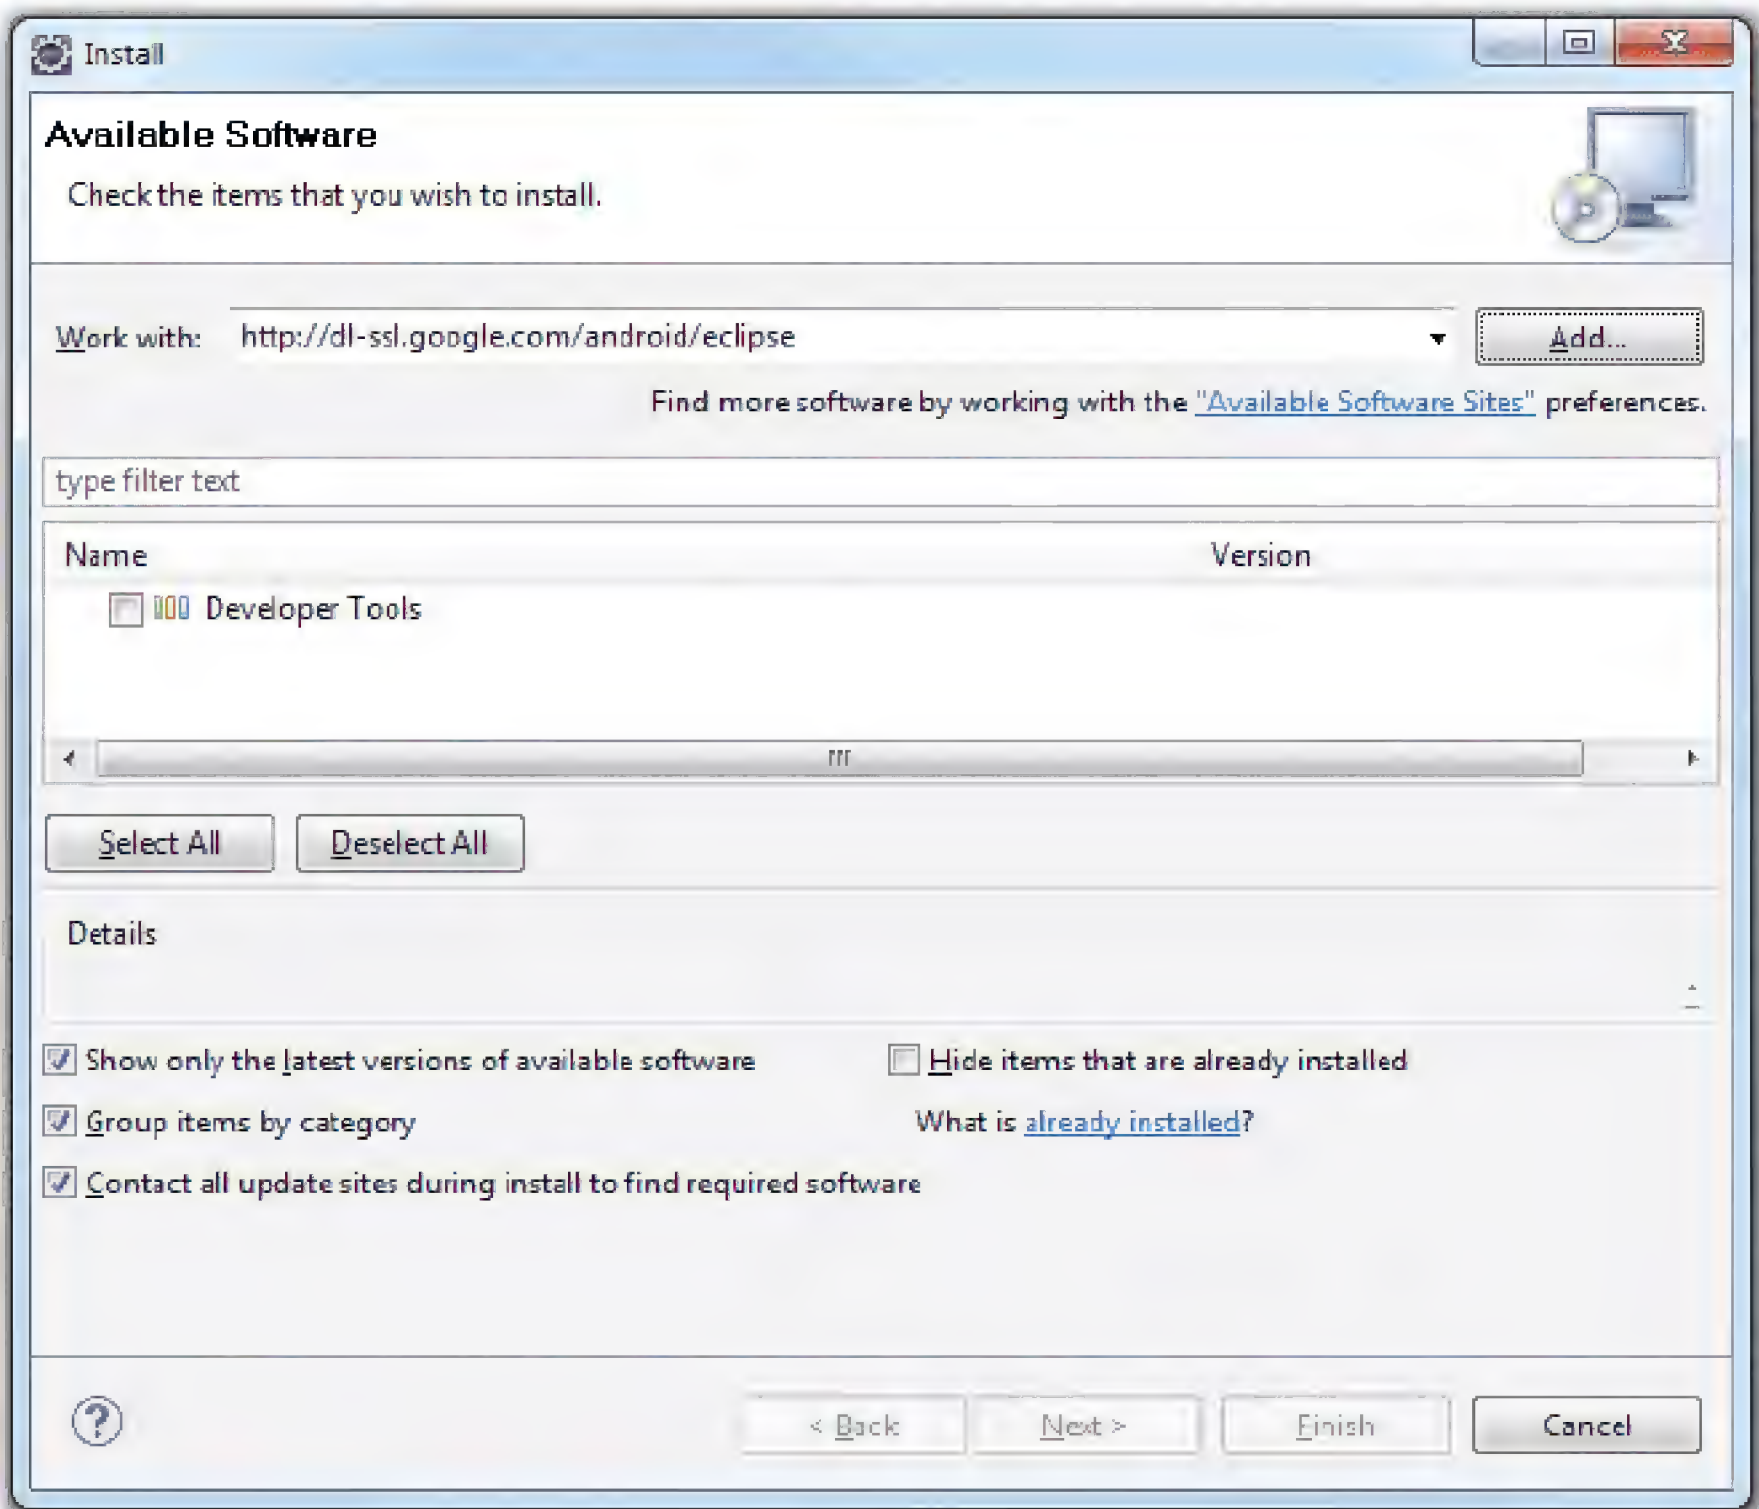 Install
Available Software
Check the items that you wish to install.
Work with: http://dl-ssl.google.com/android/eclipse Add...
Find more software by working with the "Available Software Sites" preferences.
type filter text
Name Version
Developer Tools
Select All Deselect All
Details
Show only the latest versions of available software Hide items that are already installed
Group items by category What is already installed?
Contact all update sites during install to find required software
? < Back Next > Finish Cancel